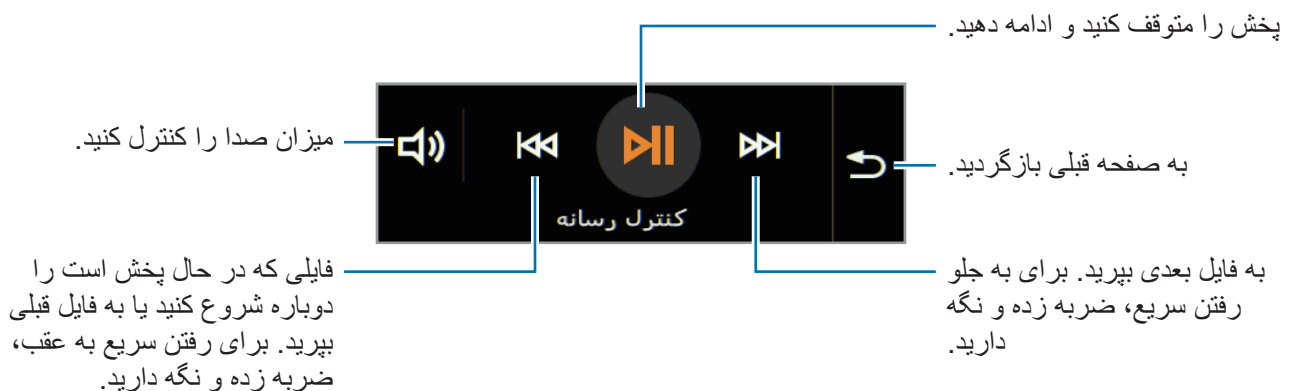 پخش را متوقف کنید و ادامه دهید.
میزان صدا را کنترل کنید.
به صفحه قبلی بازگردید.
کنترل رسانه
به فایل بعدی بپرید. برای به جلو
رفتن سریع، ضربه زده و نگه
دارید.
فایلی که در حال پخش است را
دوباره شروع کنید یا به فایل قبلی
بپرید. برای رفتن سریع به عقب،
ضربه زده و نگه دارید.